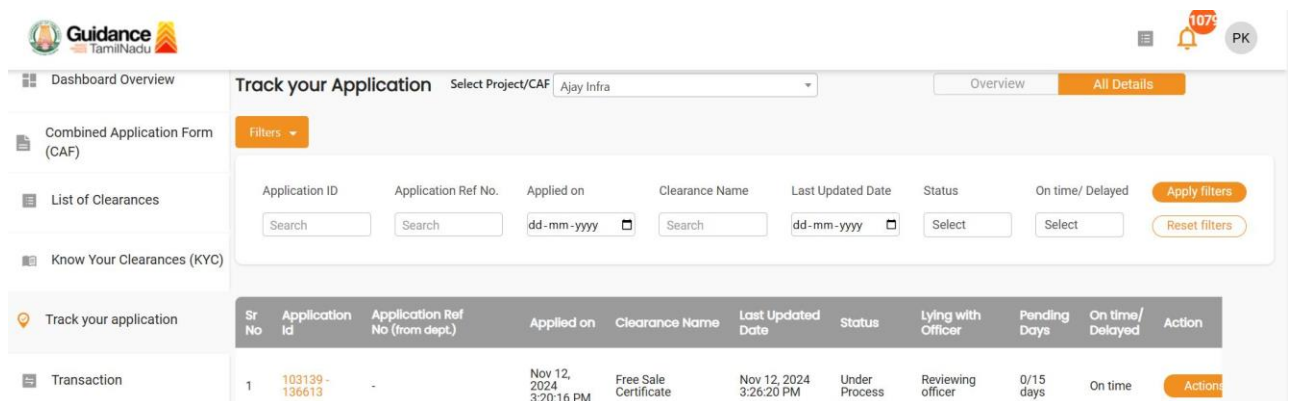 Guidance
TamilNadu
1079
PK
Dashboard Overview
Track your Application
Select Project/CAF
Ajay Infra
Overview
All Details
Combined Application Form
(CAF)
Filters
List of Clearances
Application ID
Application Ref No.
Applied on
Clearance Name
Last Updated Date
Status
On time/ Delayed
Apply filters
Search
Search
dd-mm-yyyy
Search
dd-mm-yyyy
Select
Select
Reset filters
Know Your Clearances (KYC)
Track your application
Sr
No
Application
Id
Application Ref
No (from dept.)
Applied on
Clearance Name
Last Updated
Date
Status
Lying with
Officer
Pending
Days
On time/
Delayed
Action
Transaction
1
103139 -
136613
-
Nov 12,
2024
3:20:16 PM
Free Sale
Certificate
Nov 12, 2024
3:26:20 PM
Under
Process
Reviewing
officer
0/15
days
On time
Actions